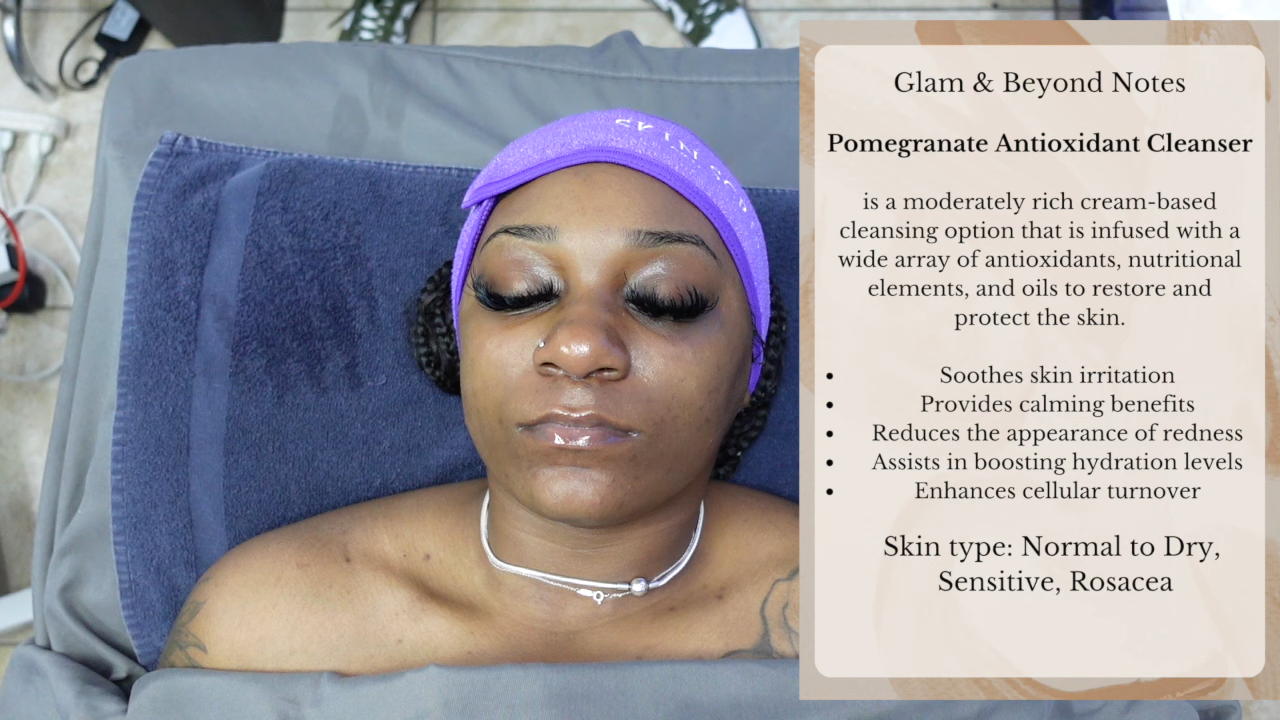 Glam & Beyond Notes
Pomegranate Antioxidant Cleanser
is a moderately rich cream-based
cleansing option that is infused with a
wide array of antioxidants, nutritional
elements, and oils to restore and
protect the skin.
• Soothes skin irritation
• Provides calming benefits
• Reduces the appearance of redness
• Assists in boosting hydration levels
• Enhances cellular turnover
Skin type: Normal to Dry,
Sensitive, Rosacea